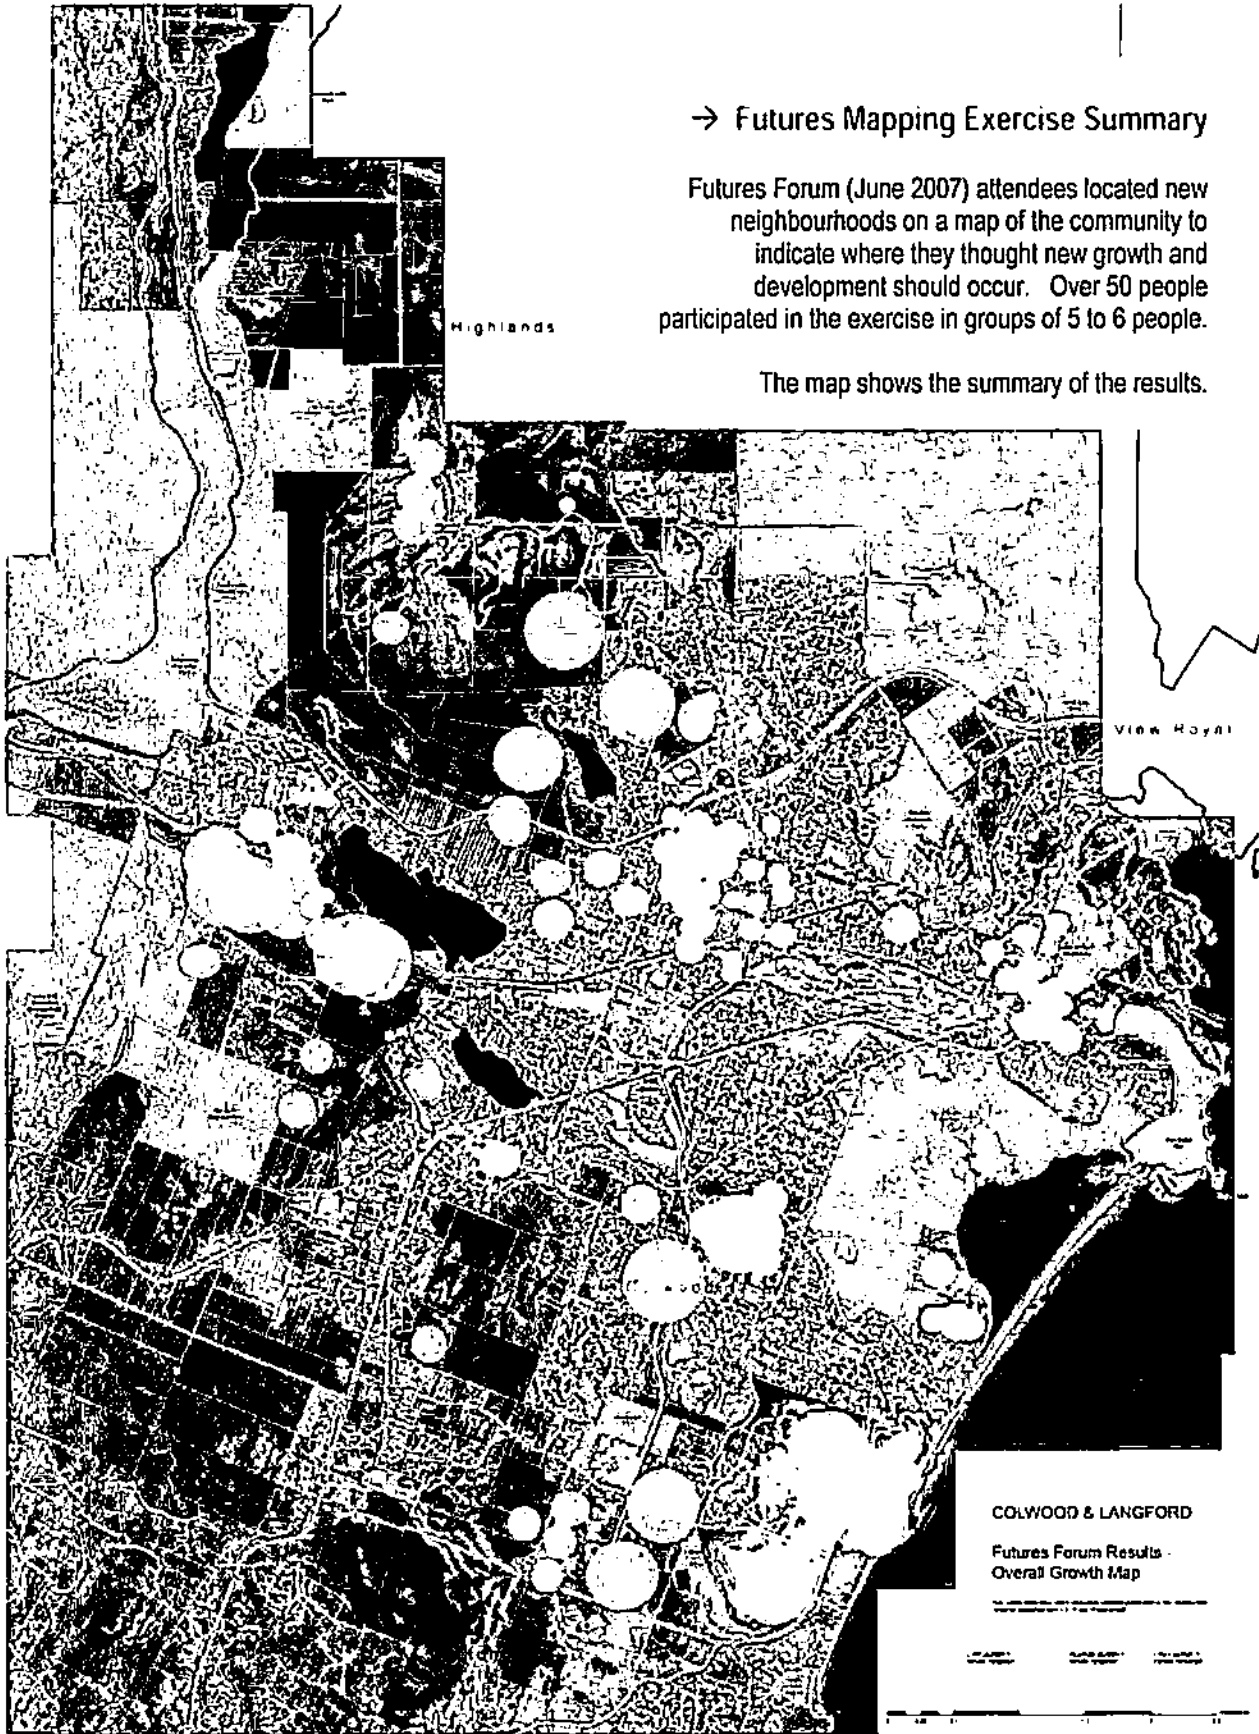 → Futures Mapping Exercise Summary
Futures Forum (June 2007) attendees located new
neighbourhoods on a map of the community to
indicate where they thought new growth and
development should occur. Over 50 people
participated in the exercise in groups of 5 to 6 people.
The map shows the summary of the results.
Highlands
View Royal
COLWOOD & LANGFORD
Futures Forum Results -
Overall Growth Map